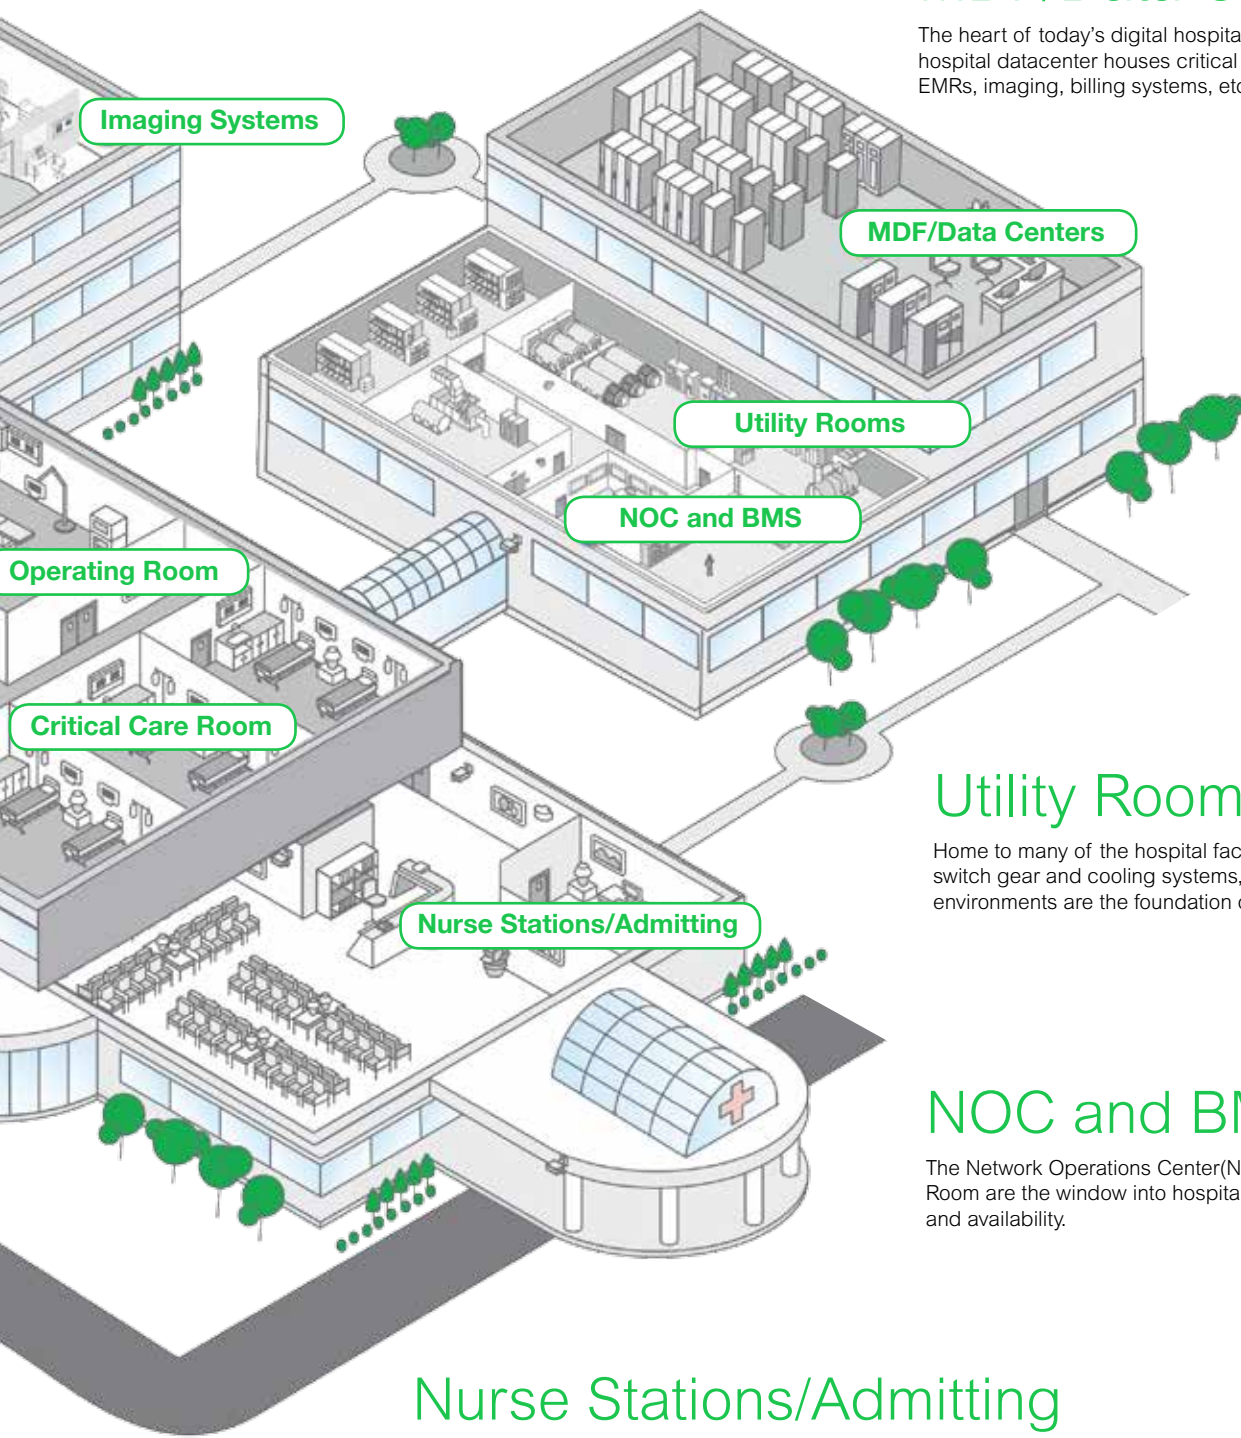 The heart of today's digital hospita
hospital datacenter houses critical
EMRs, imaging, billing systems, etc
Imaging Systems
MDF/Data Centers
Utility Rooms
NOC and BMS
Operating Room
Critical Care Room
Nurse Stations/Admitting
Utility Room
Home to many of the hospital fac
switch gear and cooling systems,
environments are the foundation
NOC and
The Network Operations Center(N
Room are the window into hospita
and availability.
Nurse Stations/Admitting